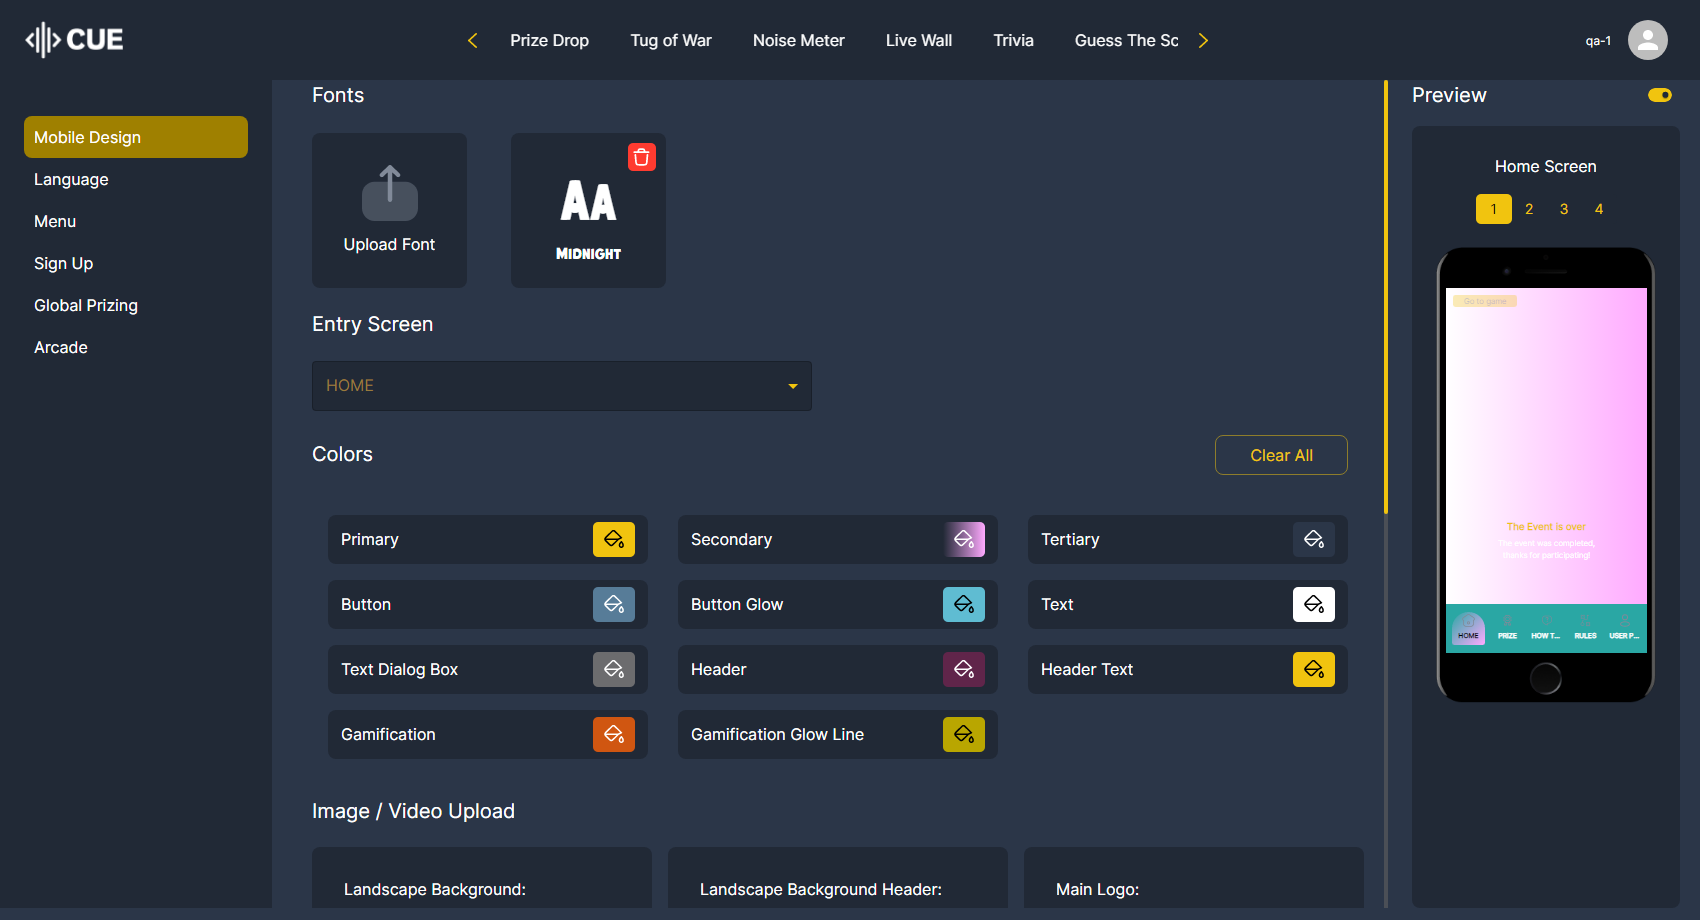 CUE
Prize Drop
Tug of War
Noise Meter
Live Wall
Trivia
Guess The Sc
qa-1
Mobile Design
Language
Menu
Sign Up
Global Prizing
Arcade
Fonts
Upload Font
AA
MIDNIGHT
Entry Screen
HOME
Colors
Clear All
Primary
Secondary
Tertiary
Button
Button Glow
Text
Text Dialog Box
Header
Header Text
Gamification
Gamification Glow Line
Image / Video Upload
Landscape Background:
Landscape Background Header:
Main Logo:
Preview
Home Screen
1 2 3 4
Go to game
The Event is over
The event was completed,
thanks for participating!
HOME
PRIZE
HOW T...
RULES
USER P...